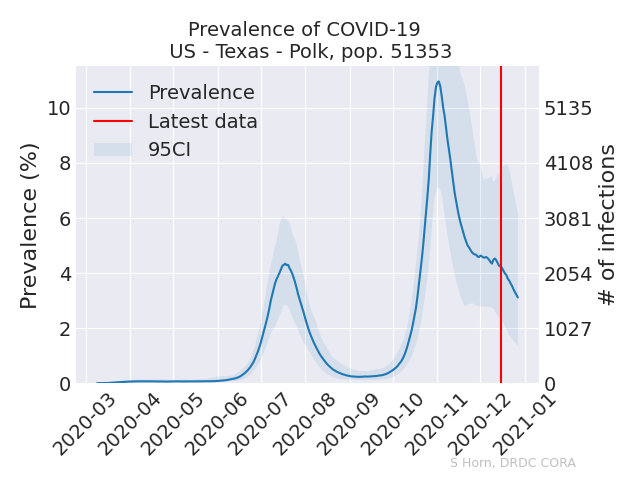 Prevalence of COVID-19
US - Texas - Polk, pop. 51353
Prevalence
Latest data
95CI
Prevalence (%)
10
8
6
4
2
0
5135
4108
3081
2054
1027
0
# of infections
2020-03
2020-04
2020-05
2020-06
2020-07
2020-08
2020-09
2020-10
2020-11
2020-12
2021-01
S Horn, DRDC CORA